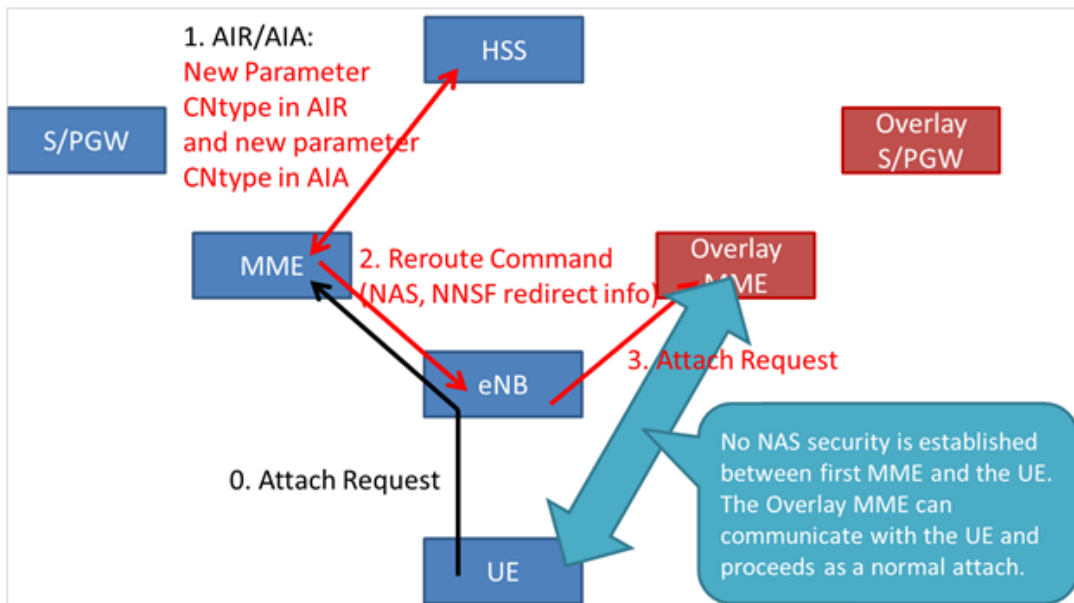 1. AIR/AIA:
New Parameter
CNtype in AIR
and new parameter
CNtype in AIA
HSS
S/PGW
Overlay
S/PGW
MME
2. Reroute Command
(NAS, NNSF redirect info)
Overlay
MME
3. Attach Request
eNB
0. Attach Request
No NAS security is established
between first MME and the UE.
The Overlay MME can
communicate with the UE and
proceeds as a normal attach.
UE